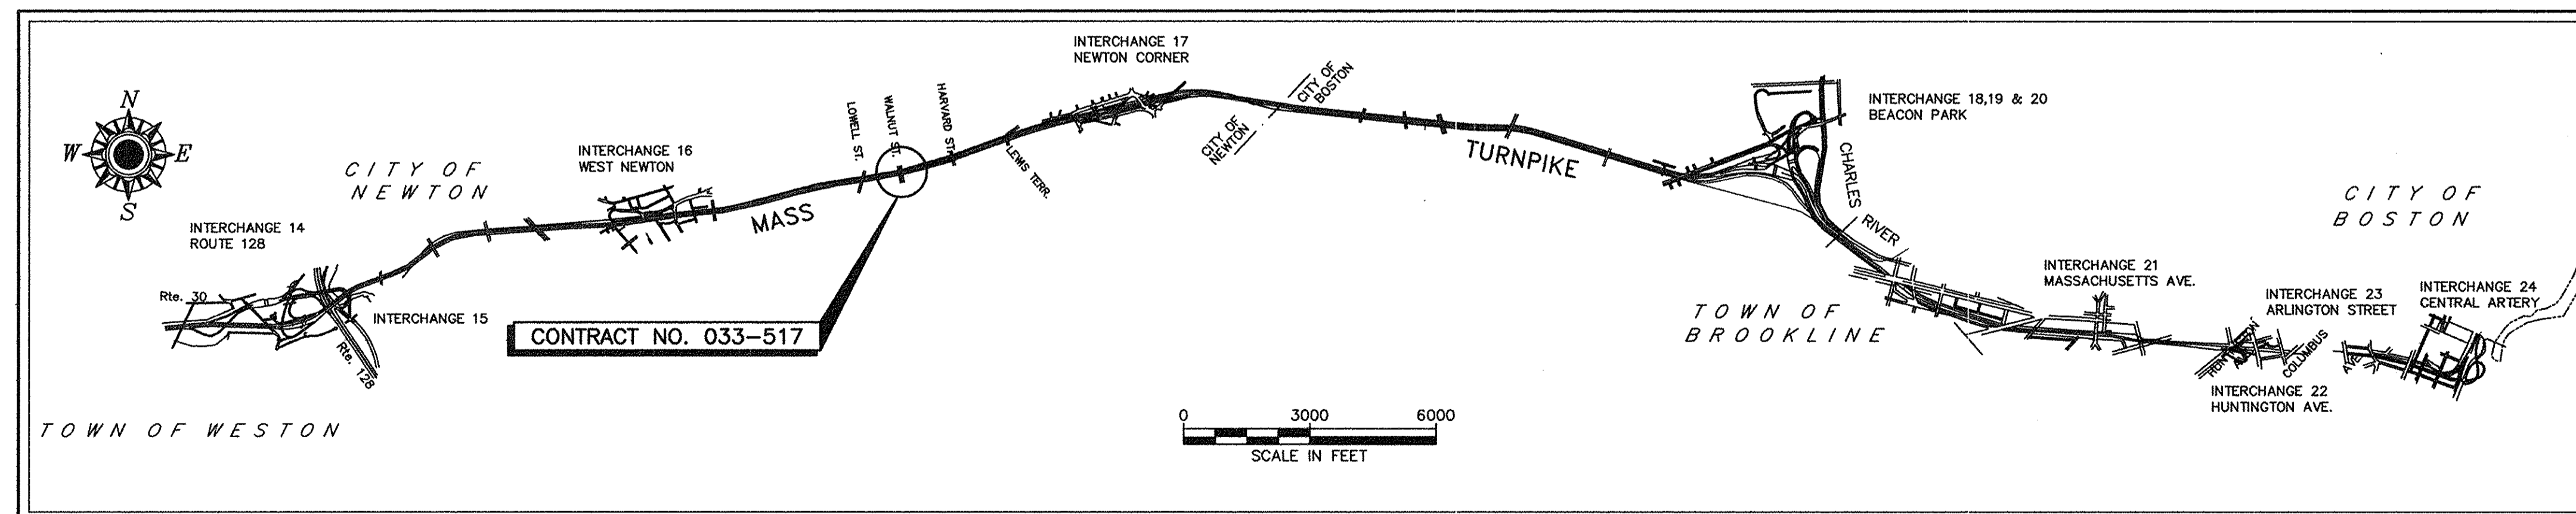 INTERCHANGE 17
NEWTON CORNER
N
W E
S
CITY OF
NEWTON
INTERCHANGE 16
WEST NEWTON
LOWELL ST.
WALNUT ST.
HARVARD ST.
LEWIS TERR.
CITY OF
BOSTON
CITY OF
NEWTON
INTERCHANGE 18,19 & 20
BEACON PARK
MASS
TURNPIKE
CHARLES
RIVER
CITY OF
BOSTON
INTERCHANGE 14
ROUTE 128
Rte. 30
INTERCHANGE 15
Rte. 128
CONTRACT NO. 033-517
TOWN OF
BROOKLINE
INTERCHANGE 21
MASSACHUSETTS AVE.
INTERCHANGE 23
ARLINGTON STREET
INTERCHANGE 24
CENTRAL ARTERY
HUNTINGTON
AVE.
COLUMBUS
AVE.
INTERCHANGE 22
HUNTINGTON AVE.
TOWN OF WESTON
0 3000 6000
SCALE IN FEET